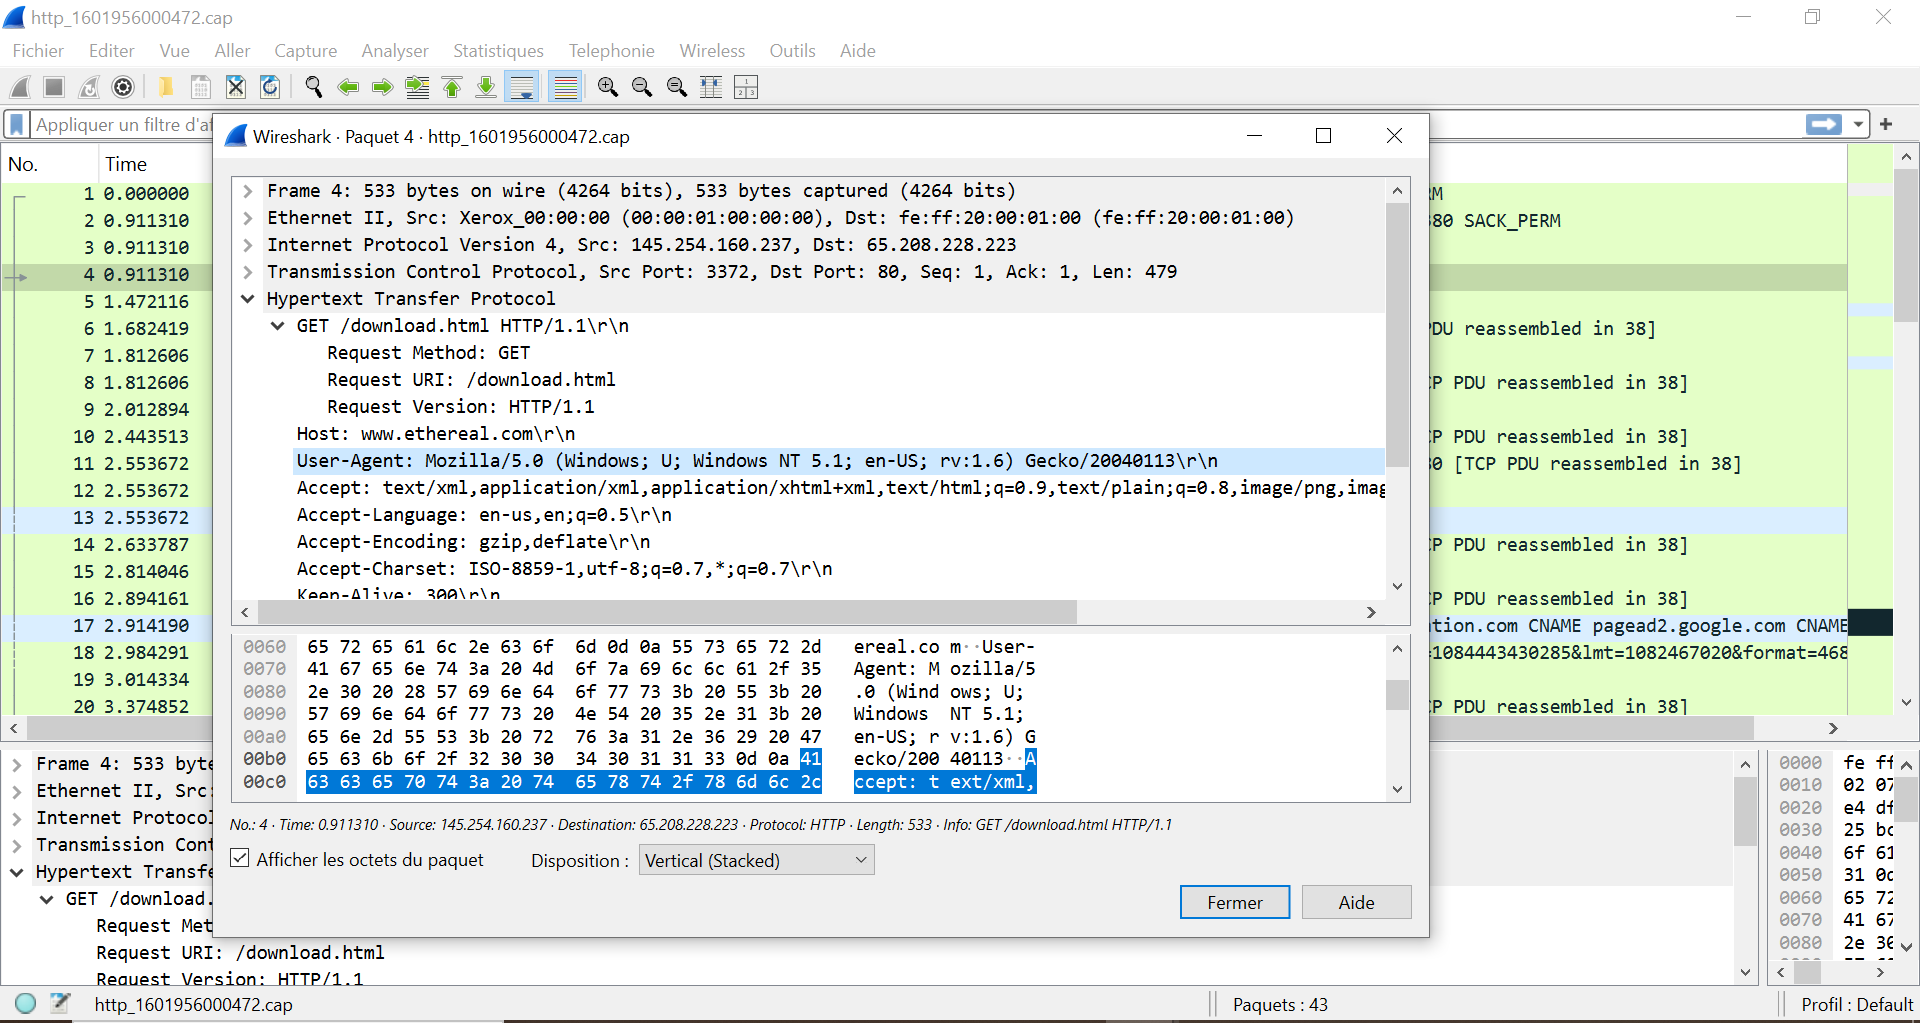 http_1601956000472.cap
Fichier Editer Vue Aller Capture Analyser Statistiques Telephonie Wireless Outils Aide
Appliquer un filtre d'af
Wireshark · Paquet 4 · http_1601956000472.cap
No. Time
1 0.000000
2 0.911310
3 0.911310
4 0.911310
5 1.472116
6 1.682419
7 1.812606
8 1.812606
9 2.012894
10 2.443513
11 2.553672
12 2.553672
13 2.553672
14 2.633787
15 2.814046
16 2.894161
17 2.914190
18 2.984291
19 3.014334
20 3.374852
Frame 4: 533 bytes on wire (4264 bits), 533 bytes captured (4264 bits)
Ethernet II, Src: Xerox_00:00:00 (00:00:01:00:00:00), Dst: fe:ff:20:00:01:00 (fe:ff:20:00:01:00)
Internet Protocol Version 4, Src: 145.254.160.237, Dst: 65.208.228.223
Transmission Control Protocol, Src Port: 3372, Dst Port: 80, Seq: 1, Ack: 1, Len: 479
Hypertext Transfer Protocol
GET /download.html HTTP/1.1\r\n
Request Method: GET
Request URI: /download.html
Request Version: HTTP/1.1
Host: www.ethereal.com\r\n
User-Agent: Mozilla/5.0 (Windows; U; Windows NT 5.1; en-US; rv:1.6) Gecko/20040113\r\n
Accept: text/xml,application/xml,application/xhtml+xml,text/html;q=0.9,text/plain;q=0.8,image/png,imag
Accept-Language: en-us,en;q=0.5\r\n
Accept-Encoding: gzip,deflate\r\n
Accept-Charset: ISO-8859-1,utf-8;q=0.7,*;q=0.7\r\n
Keep-Alive: 300\r\n
0060 65 72 65 61 6c 2e 63 6f 6d 0d 0a 55 73 65 72 2d ereal.co m··User-
0070 41 67 65 6e 74 3a 20 4d 6f 7a 69 6c 6c 61 2f 35 Agent: M ozilla/5
0080 2e 30 20 28 57 69 6e 64 6f 77 73 3b 20 55 3b 20 .0 (Wind ows; U;
0090 57 69 6e 64 6f 77 73 20 4e 54 20 35 2e 31 3b 20 Windows NT 5.1;
00a0 65 6e 2d 55 53 3b 20 72 76 3a 31 2e 36 29 20 47 en-US; r v:1.6) G
00b0 65 63 6b 6f 2f 32 30 30 34 30 31 31 33 0d 0a 41 ecko/200 40113··A
00c0 63 63 65 70 74 3a 20 74 65 78 74 2f 78 6d 6c 2c ccept: t ext/xml,
No.: 4 · Time: 0.911310 · Source: 145.254.160.237 · Destination: 65.208.228.223 · Protocol: HTTP · Length: 533 · Info: GET /download.html HTTP/1.1
Afficher les octets du paquet Disposition : Vertical (Stacked)
Fermer Aide
RM
380 SACK_PERM
PDU reassembled in 38]
CP PDU reassembled in 38]
CP PDU reassembled in 38]
80 [TCP PDU reassembled in 38]
CP PDU reassembled in 38]
CP PDU reassembled in 38]
tion.com CNAME pagead2.google.com CNAME
=1084443430285&lmt=1082467020&format=468
CP PDU reassembled in 38]
Frame 4: 533 byte
Ethernet II, Src:
Internet Protocol
Transmission Cont
Hypertext Transfe
GET /download.
Request Met
Request URI: /download.html
Request Version: HTTP/1.1
0000 fe ff
0010 02 07
0020 e4 df
0030 25 bc
0040 6f 61
0050 31 0d
0060 65 72
0070 41 67
0080 2e 30
http_1601956000472.cap Paquets : 43 Profil : Default